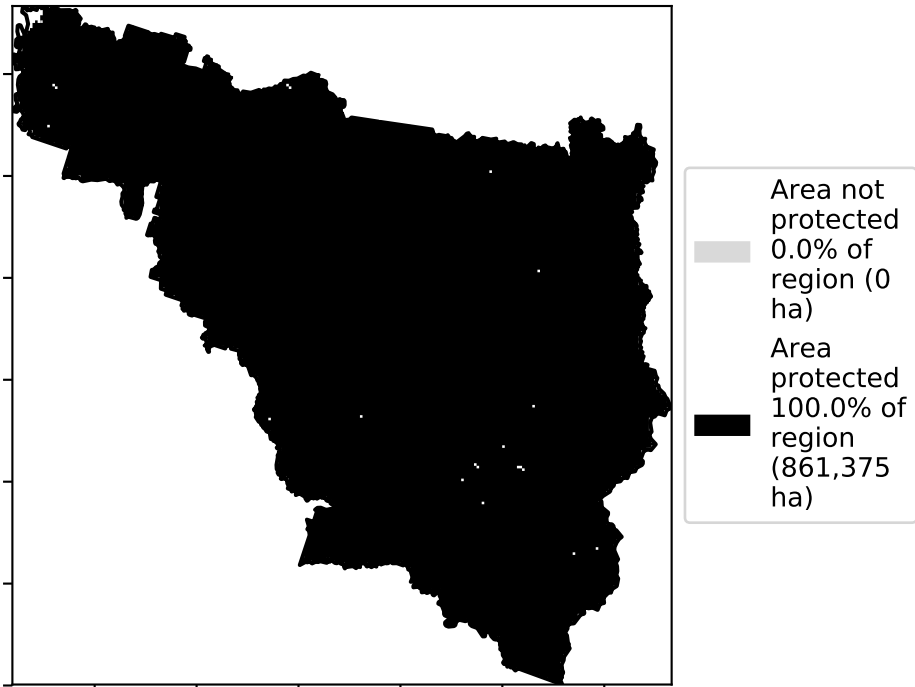 Area not
protected
0.0% of
region (0
ha)
Area
protected
100.0% of
region
(861,375
ha)